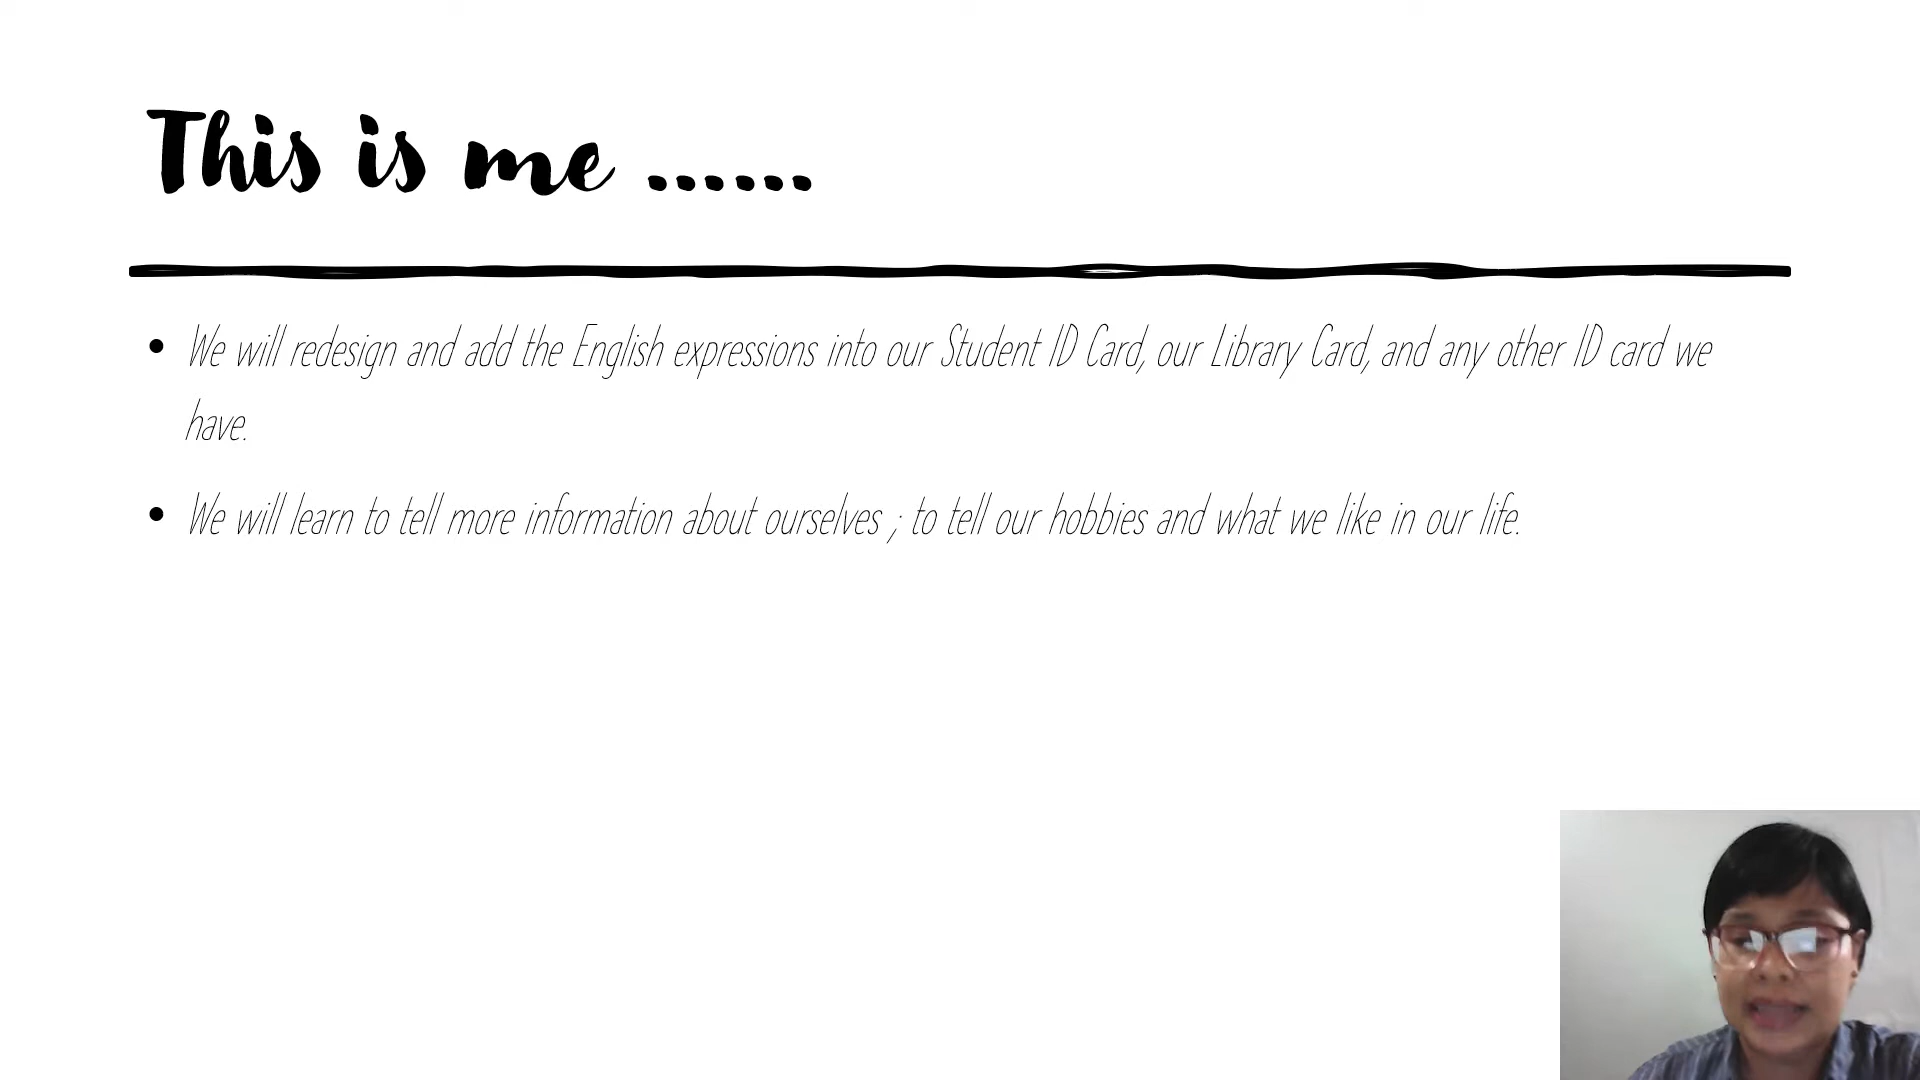 This is me ......
• We will redesign and add the English expressions into our Student ID Card, our Library Card, and any other ID card we
have.
• We will learn to tell more information about ourselves ; to tell our hobbies and what we like in our life.